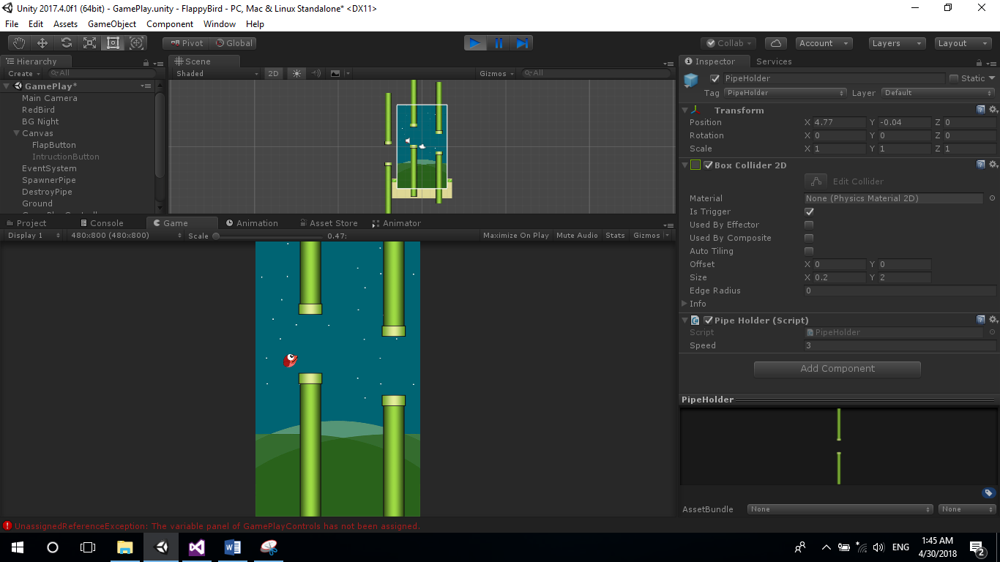 Unity 2017.4.0f1 (64bit) - GamePlay.unity - FlappyBird - PC, Mac & Linux Standalone* <DX11>
File Edit Assets GameObject Component Window Help
Pivot Global Collab Account Layers Layout
Hierarchy
Create All
GamePlay*
Main Camera
RedBird
BG Night
Canvas
FlapButton
IntructionButton
EventSystem
SpawnerPipe
DestroyPipe
Ground
Scene
Shaded 2D Gizmos All
Project Console Game Animation Asset Store Animator
Display 1 480x800 (480x800) Scale 0.47: Maximize On Play Mute Audio Stats Gizmos
Inspector Services
PipeHolder Static
Tag PipeHolder Layer Default
Transform
Position X 4.77 Y -0.04 Z 0
Rotation X 0 Y 0 Z 0
Scale X 1 Y 1 Z 1
Box Collider 2D
Edit Collider
Material None (Physics Material 2D)
Is Trigger
Used By Effector
Used By Composite
Auto Tiling
Offset X 0 Y 0
Size X 0.2 Y 2
Edge Radius 0
Info
Pipe Holder (Script)
Script PipeHolder
Speed 3
Add Component
PipeHolder
AssetBundle None None
UnassignedReferenceException: The variable panel of GamePlayControls has not been assigned.
ENG
1:45 AM
4/30/2018
2